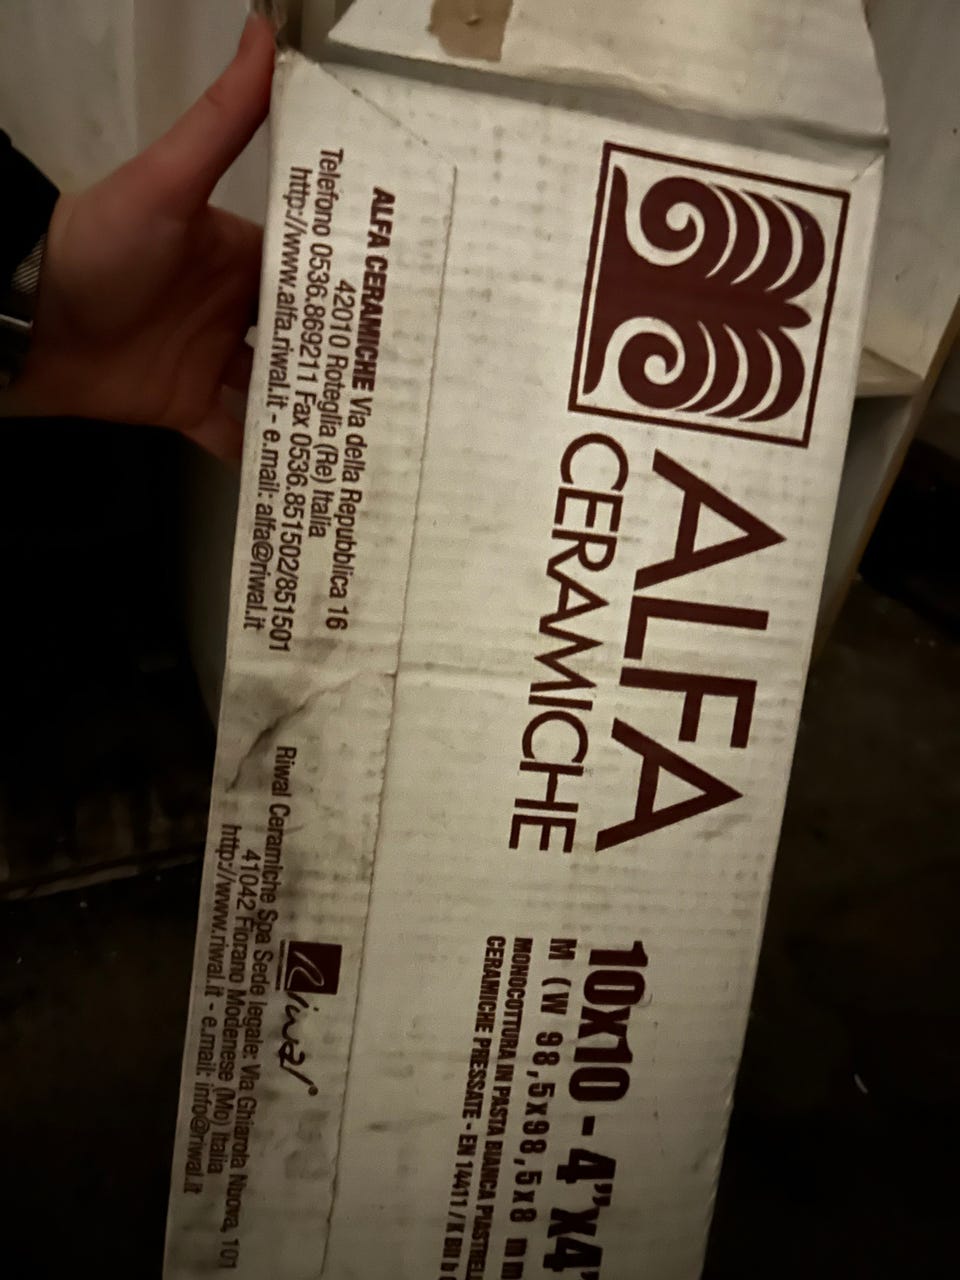 ALFA
CERAMICHE
10x10 - 4"x4"
M (W 98,5x98,5x8 mm
MONOCOTTURA IN PASTA BIANCA
CERAMICHE PRESSATE - EN 14411 / K BII
ALFA CERAMICHE Via della Repubblica 16
42010 Roteglia (Re) Italia
Telefono 0536.869211 Fax 0536.851502/851501
http://www.alfa.riwal.it - e.mail: alfa@riwal.it
Riwal
Riwal Ceramiche Spa Sede legale: Via Ghiarola Nuova, 101
41042 Fiorano Modenese (Mo) Italia
http://www.riwal.it - e.mail: info@riwal.it